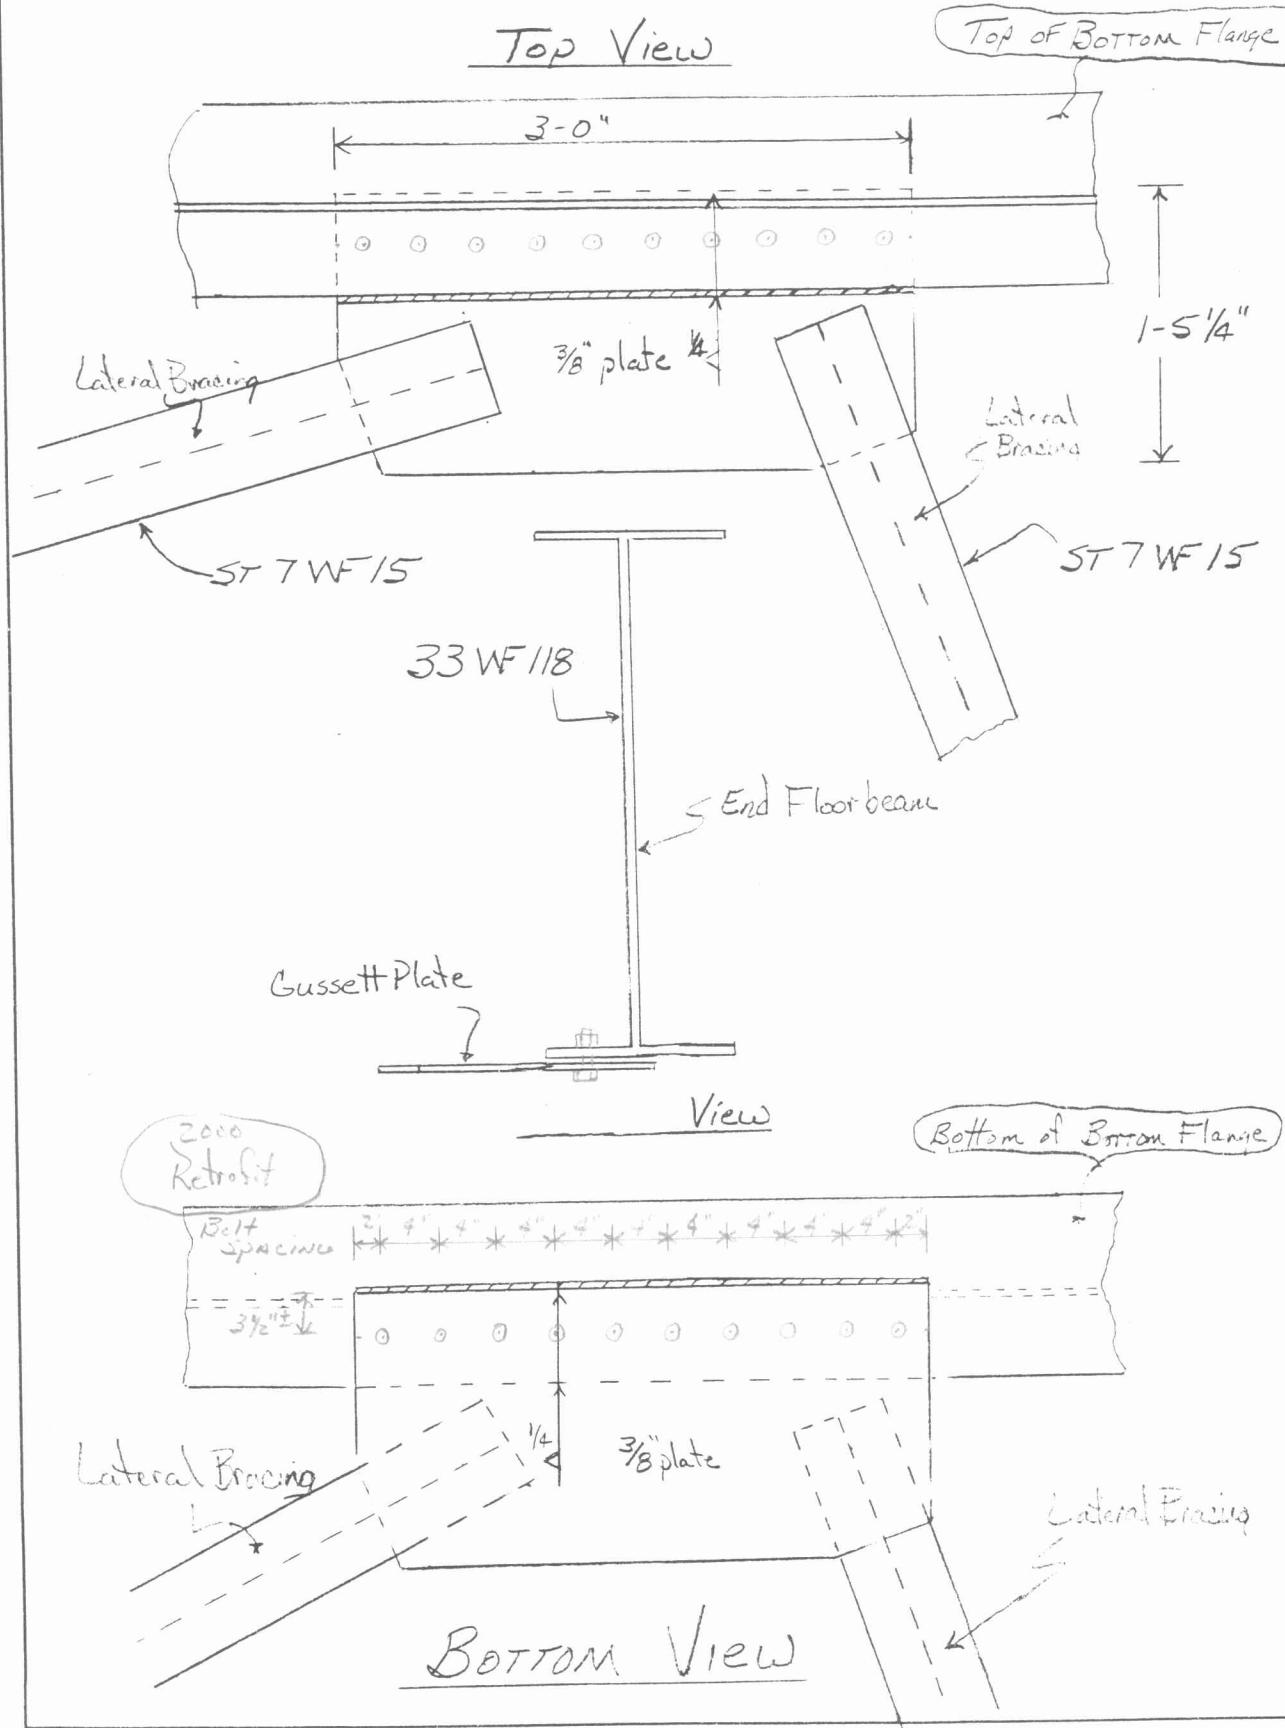 Top View
Top OF BOTTOM Flange
3-0"
1-5 1/4"
3/8" plate
1/4
Lateral Bracing
Lateral
Bracing
ST 7 WF 15
ST 7 WF 15
33 WF 118
End Floorbeam
Gussett Plate
View
2000
Retrofit
Bottom of Bottom Flange
Bolt
SPACING
2" 4" 4" 4" 4" 4" 4" 4" 4" 4" 2"
3 1/2" ±
1/4
3/8" plate
Lateral Bracing
Lateral Bracing
BOTTOM VIEW